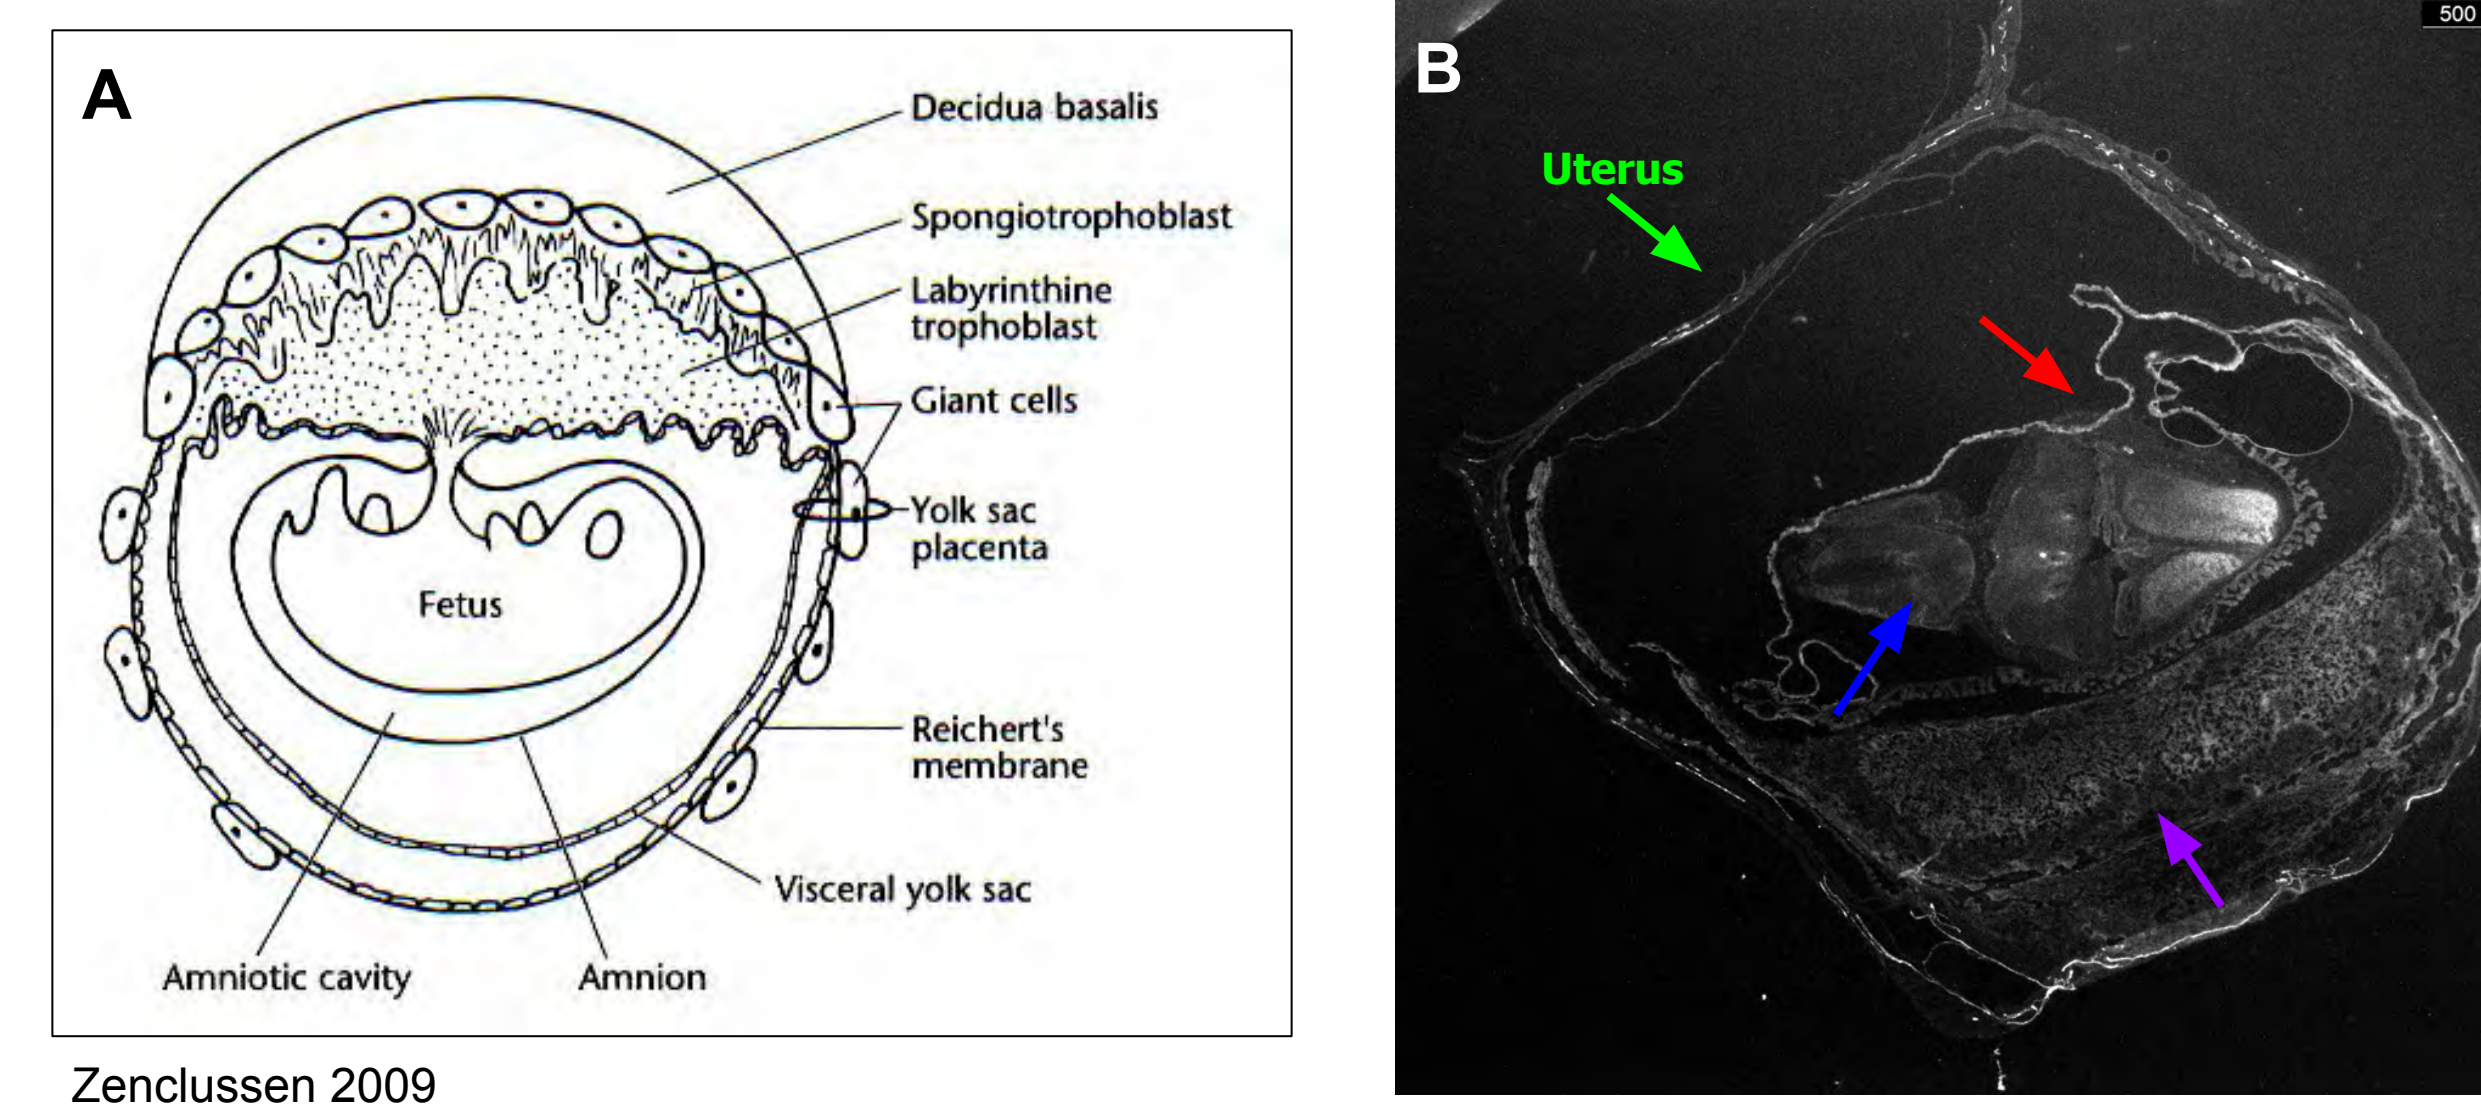 A
Decidua basalis
Spongiotrophoblast
Labyrinthine
trophoblast
Giant cells
Yolk sac
placenta
Fetus
Reichert's
membrane
Visceral yolk sac
Amniotic cavity
Amnion
Zenclussen 2009
B
500
Uterus